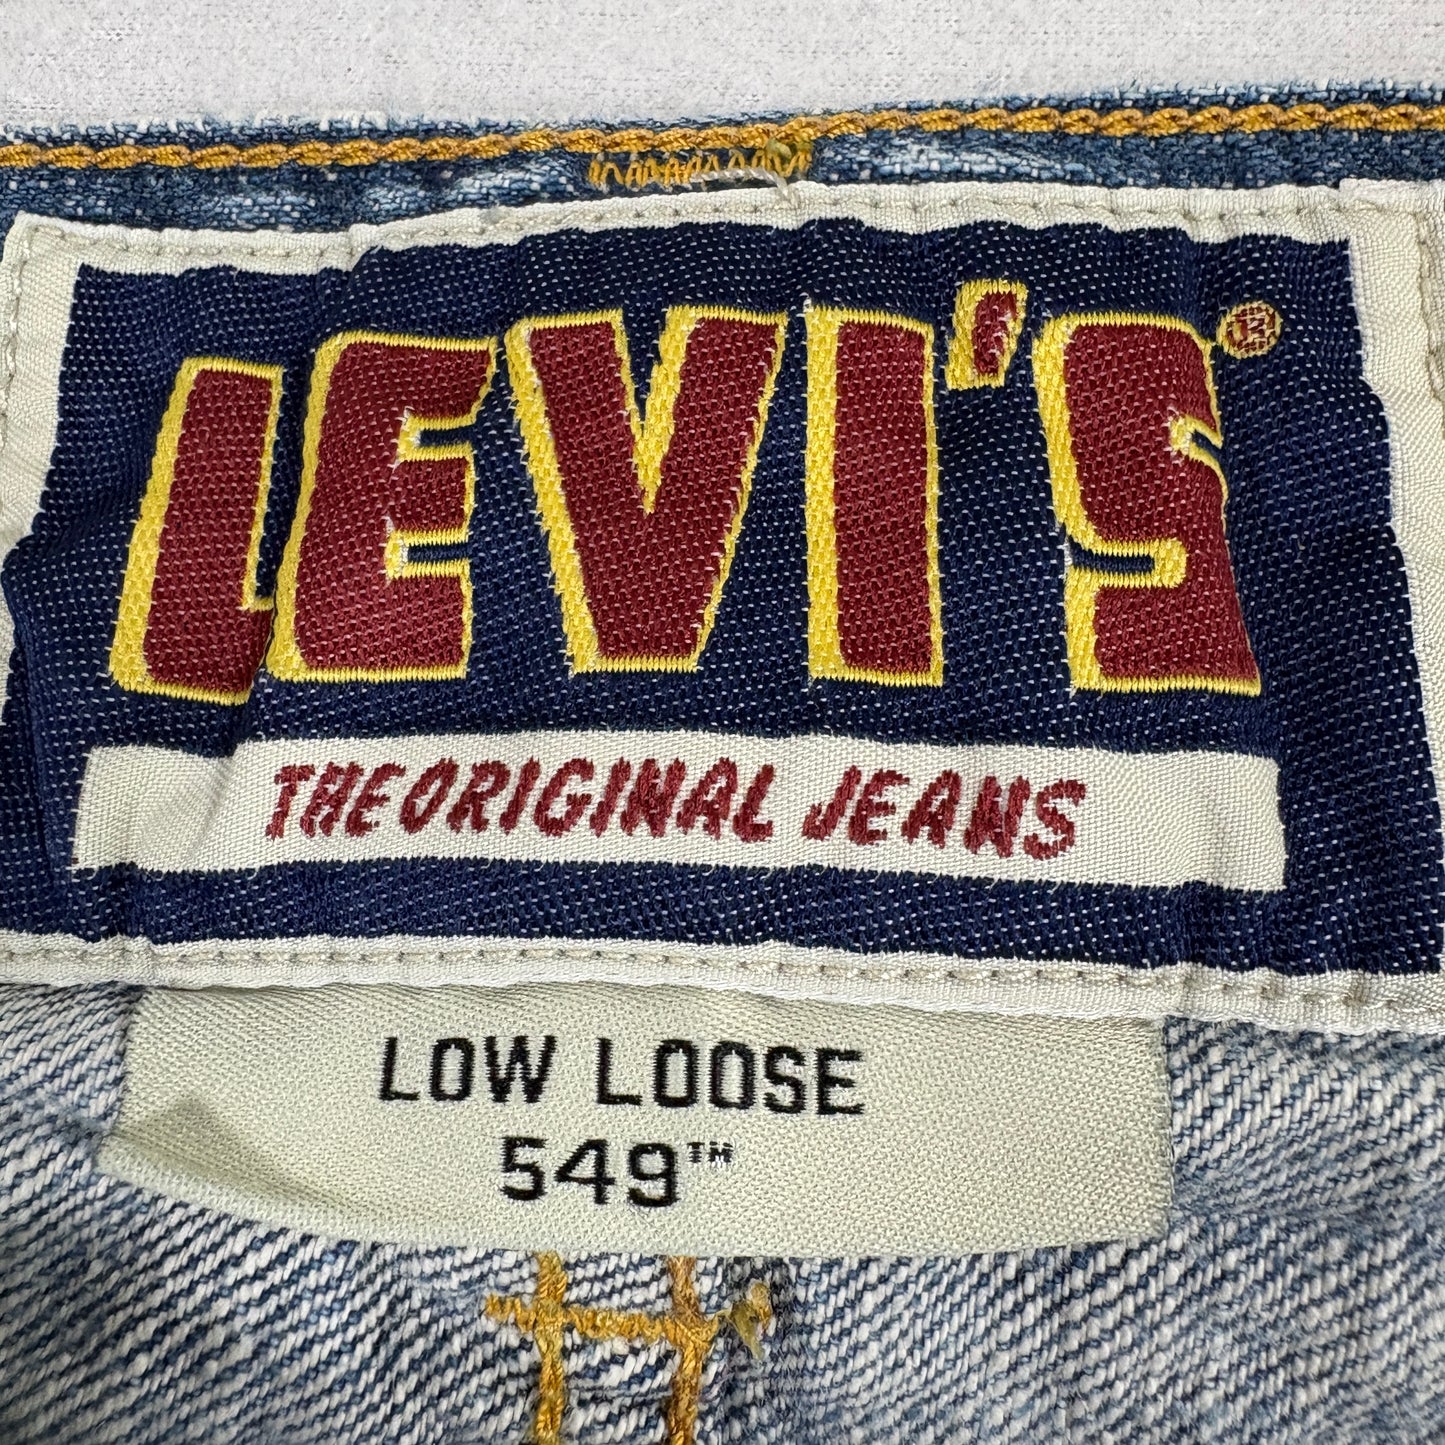 LEVI'S®
THE ORIGINAL JEANS
LOW LOOSE
549™